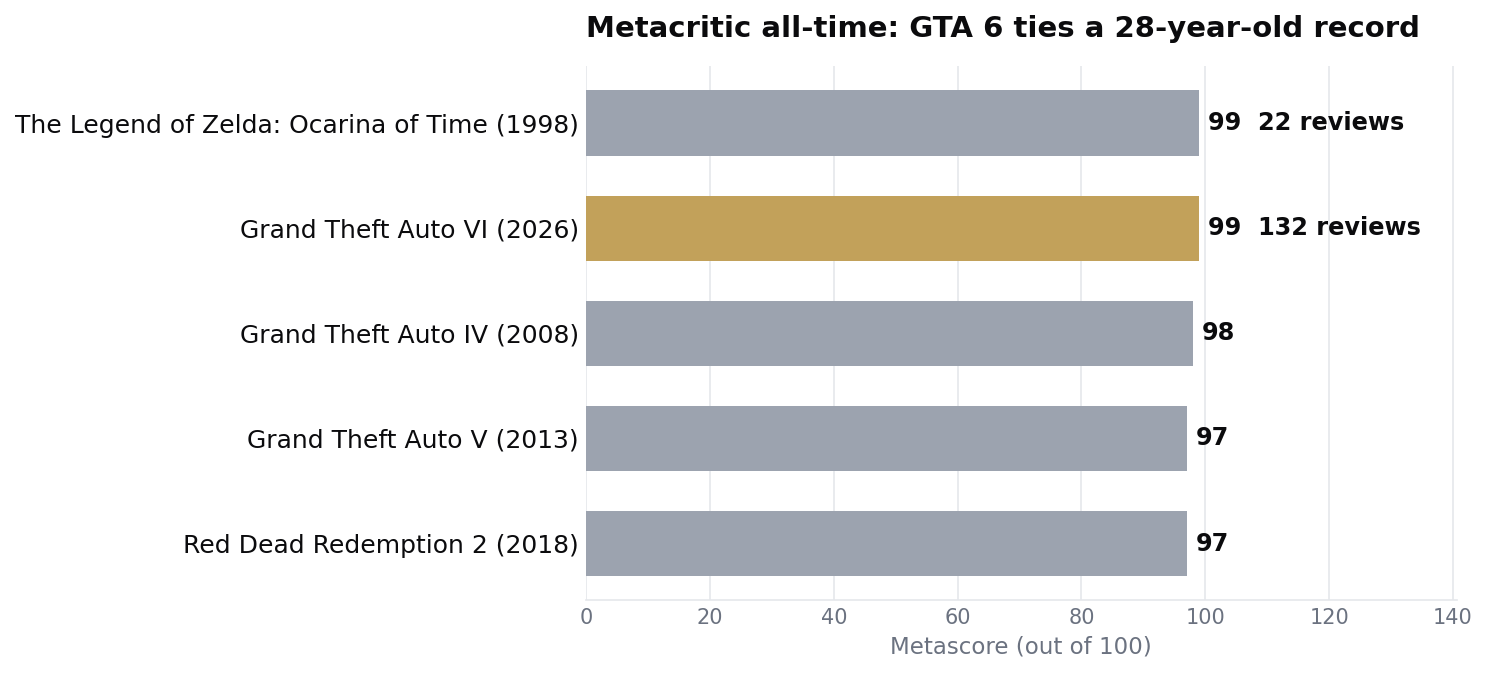 Metacritic all-time: GTA 6 ties a 28-year-old record
The Legend of Zelda: Ocarina of Time (1998)
99 22 reviews
Grand Theft Auto VI (2026)
99 132 reviews
Grand Theft Auto IV (2008)
98
Grand Theft Auto V (2013)
97
Red Dead Redemption 2 (2018)
97
0 20 40 60 80 100 120 140
Metascore (out of 100)